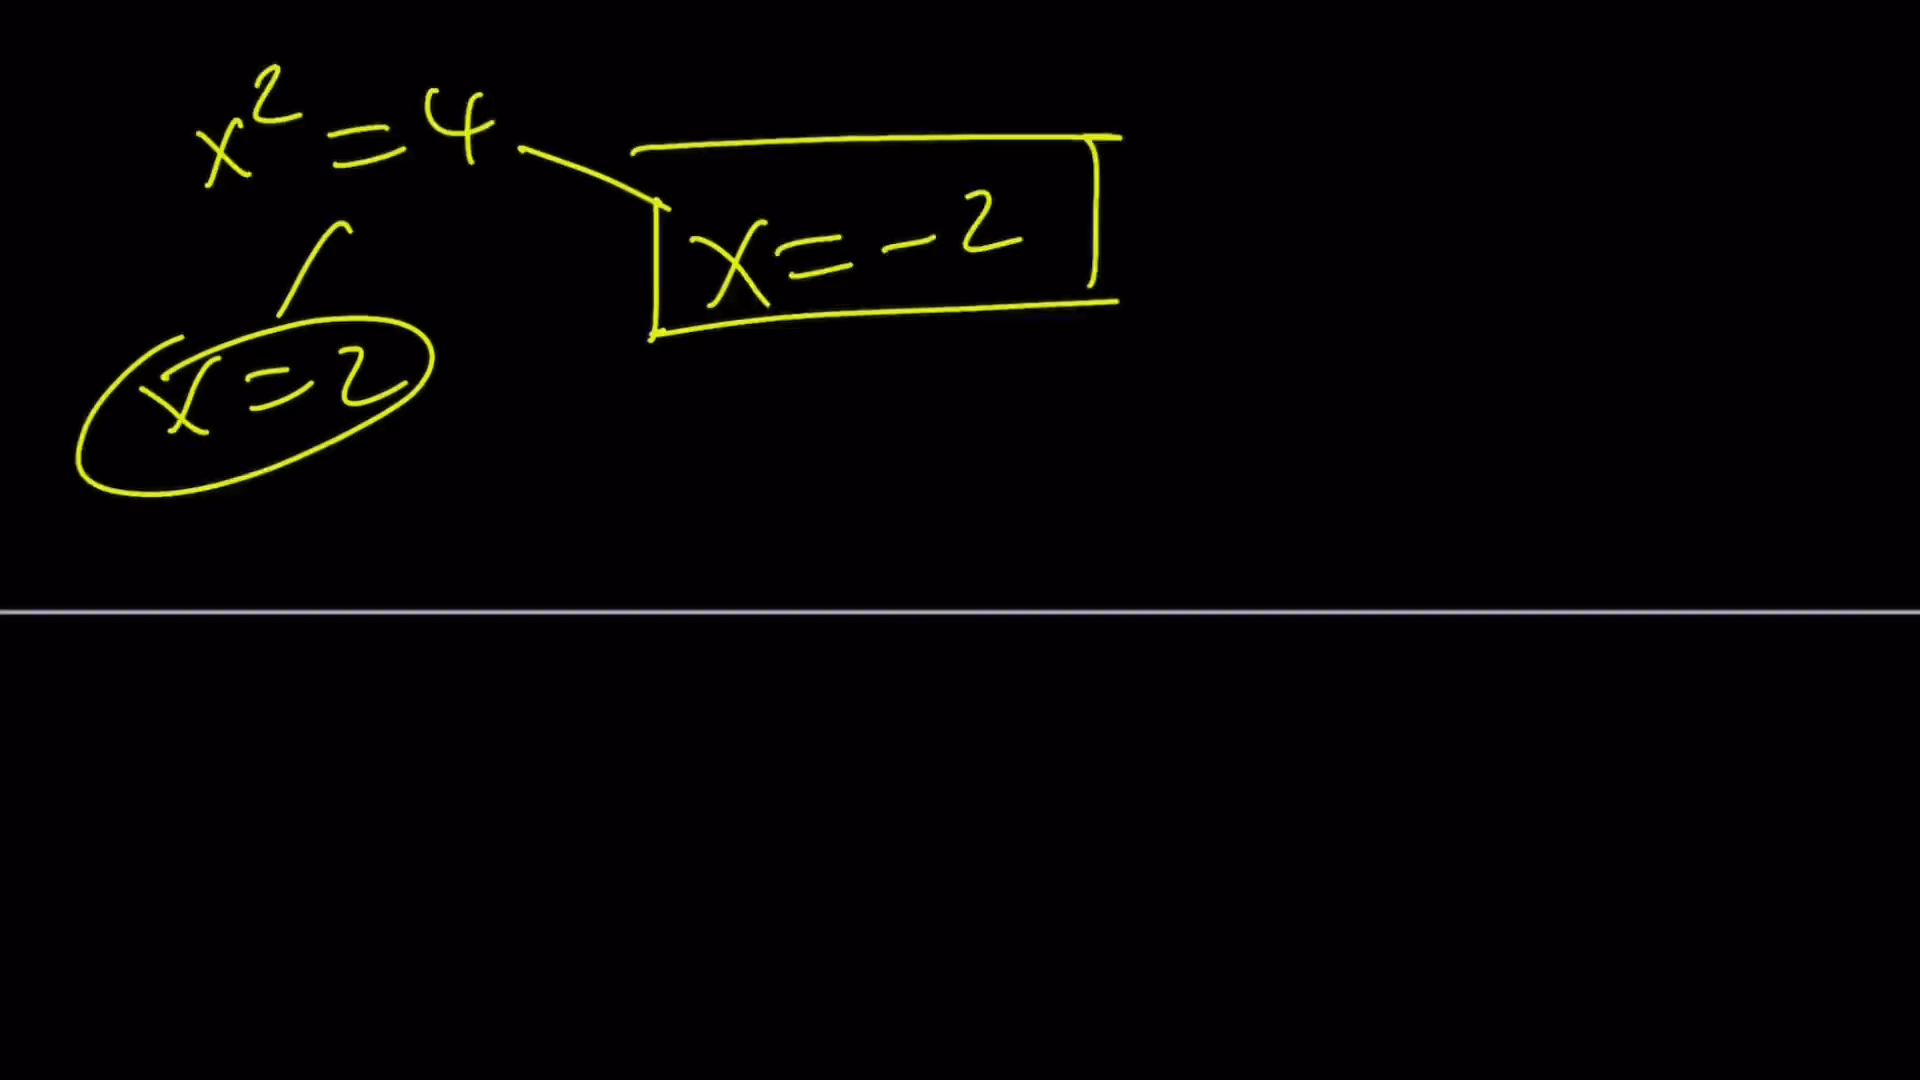 x² = 4
x = -2
x = 2